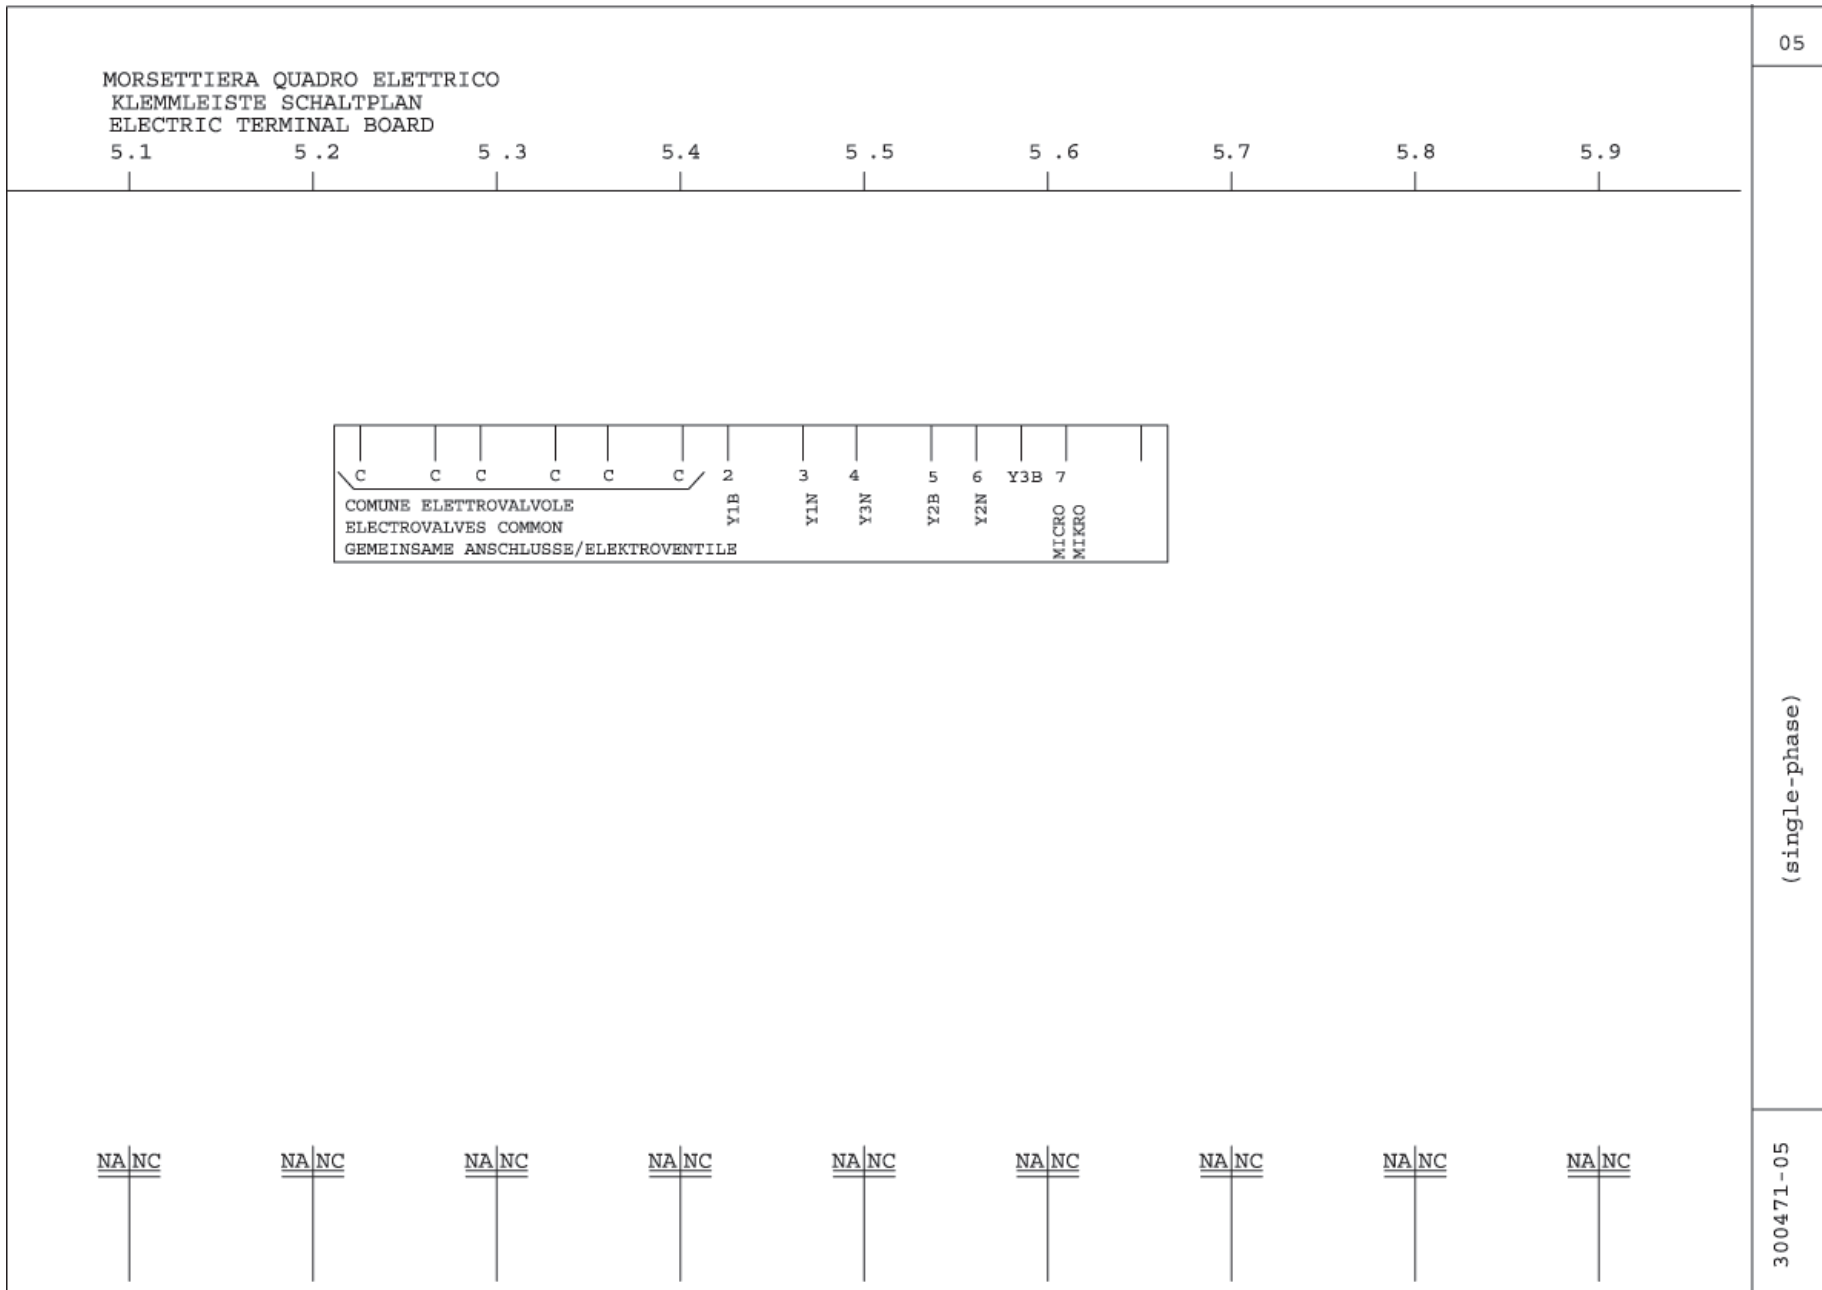 05
MORSETTIERA QUADRO ELETTRICO
KLEMMLEISTE SCHALTPLAN
ELECTRIC TERMINAL BOARD
5.1 5.2 5 .3 5.4 5 .5 5 .6 5.7 5.8 5.9
C C C C C C 2 3 4 5 6 Y3B 7
Y1B Y1N Y3N Y2B Y2N
MICRO
MIKRO
COMUNE ELETTROVALVOLE
ELECTROVALVES COMMON
GEMEINSAME ANSCHLUSSE/ELEKTROVENTILE
(single-phase)
NA NC NA NC NA NC NA NC NA NC NA NC NA NC NA NC NA NC
300471-05